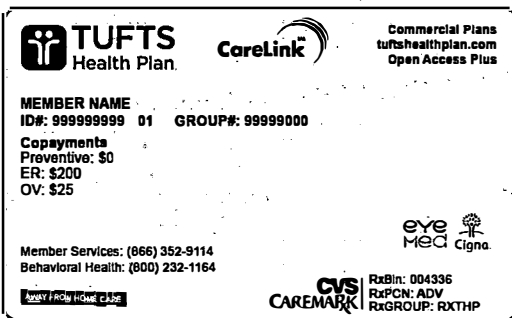 TUFTS
Health Plan
CareLink℠
Commercial Plans
tuftshealthplan.com
Open Access Plus
MEMBER NAME
ID#: 999999999 01 GROUP#: 99999000
Copayments
Preventive: $0
ER: $200
OV: $25
eye
Med
Cigna.
Member Services: (866) 352-9114
Behavioral Health: (800) 232-1164
AWAY FROM HOME CARE
CVS
CAREMARK
RxBin: 004336
RxPCN: ADV
RxGROUP: RXTHP